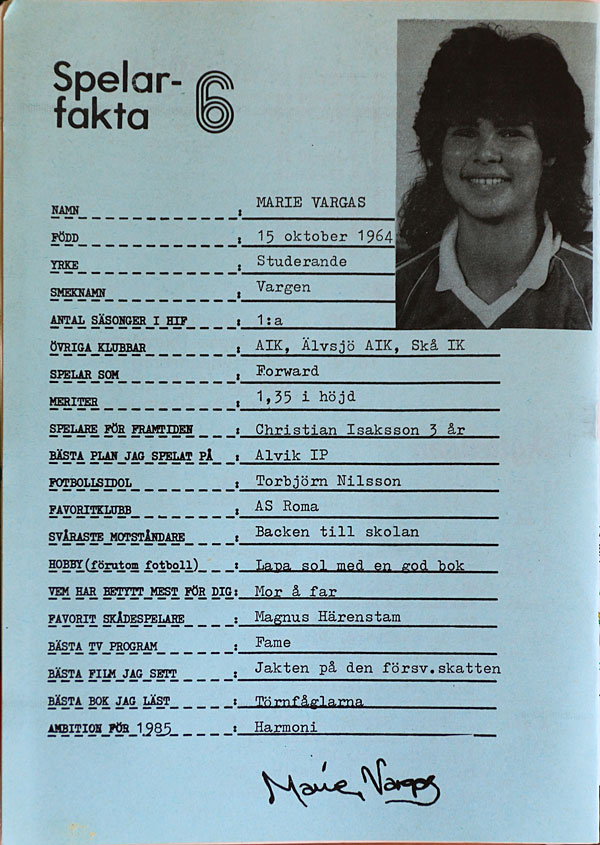 Spelar-
fakta 6
NAMN : MARIE VARGAS
FÖDD : 15 oktober 1964
YRKE : Studerande
SMEKNAMN : Vargen
ANTAL SÄSONGER I HIF : 1:a
ÖVRIGA KLUBBAR : AIK, Älvsjö AIK, Skå IK
SPELAR SOM : Forward
MERITER : 1,35 i höjd
SPELARE FÖR FRAMTIDEN : Christian Isaksson 3 år
BÄSTA PLAN JAG SPELAT PÅ : Alvik IP
FOTBOLLSIDOL : Torbjörn Nilsson
FAVORITKLUBB : AS Roma
SVÅRASTE MOTSTÅNDARE : Backen till skolan
HOBBY(förutom fotboll) : Lapa sol med en god bok
VEM HAR BETYTT MEST FÖR DIG: Mor å far
FAVORIT SKÅDESPELARE : Magnus Härenstam
BÄSTA TV PROGRAM : Fame
BÄSTA FILM JAG SETT : Jakten på den försv.skatten
BÄSTA BOK JAG LÄST : Törnfåglarna
AMBITION FÖR 1985 : Harmoni
Marie Vargas